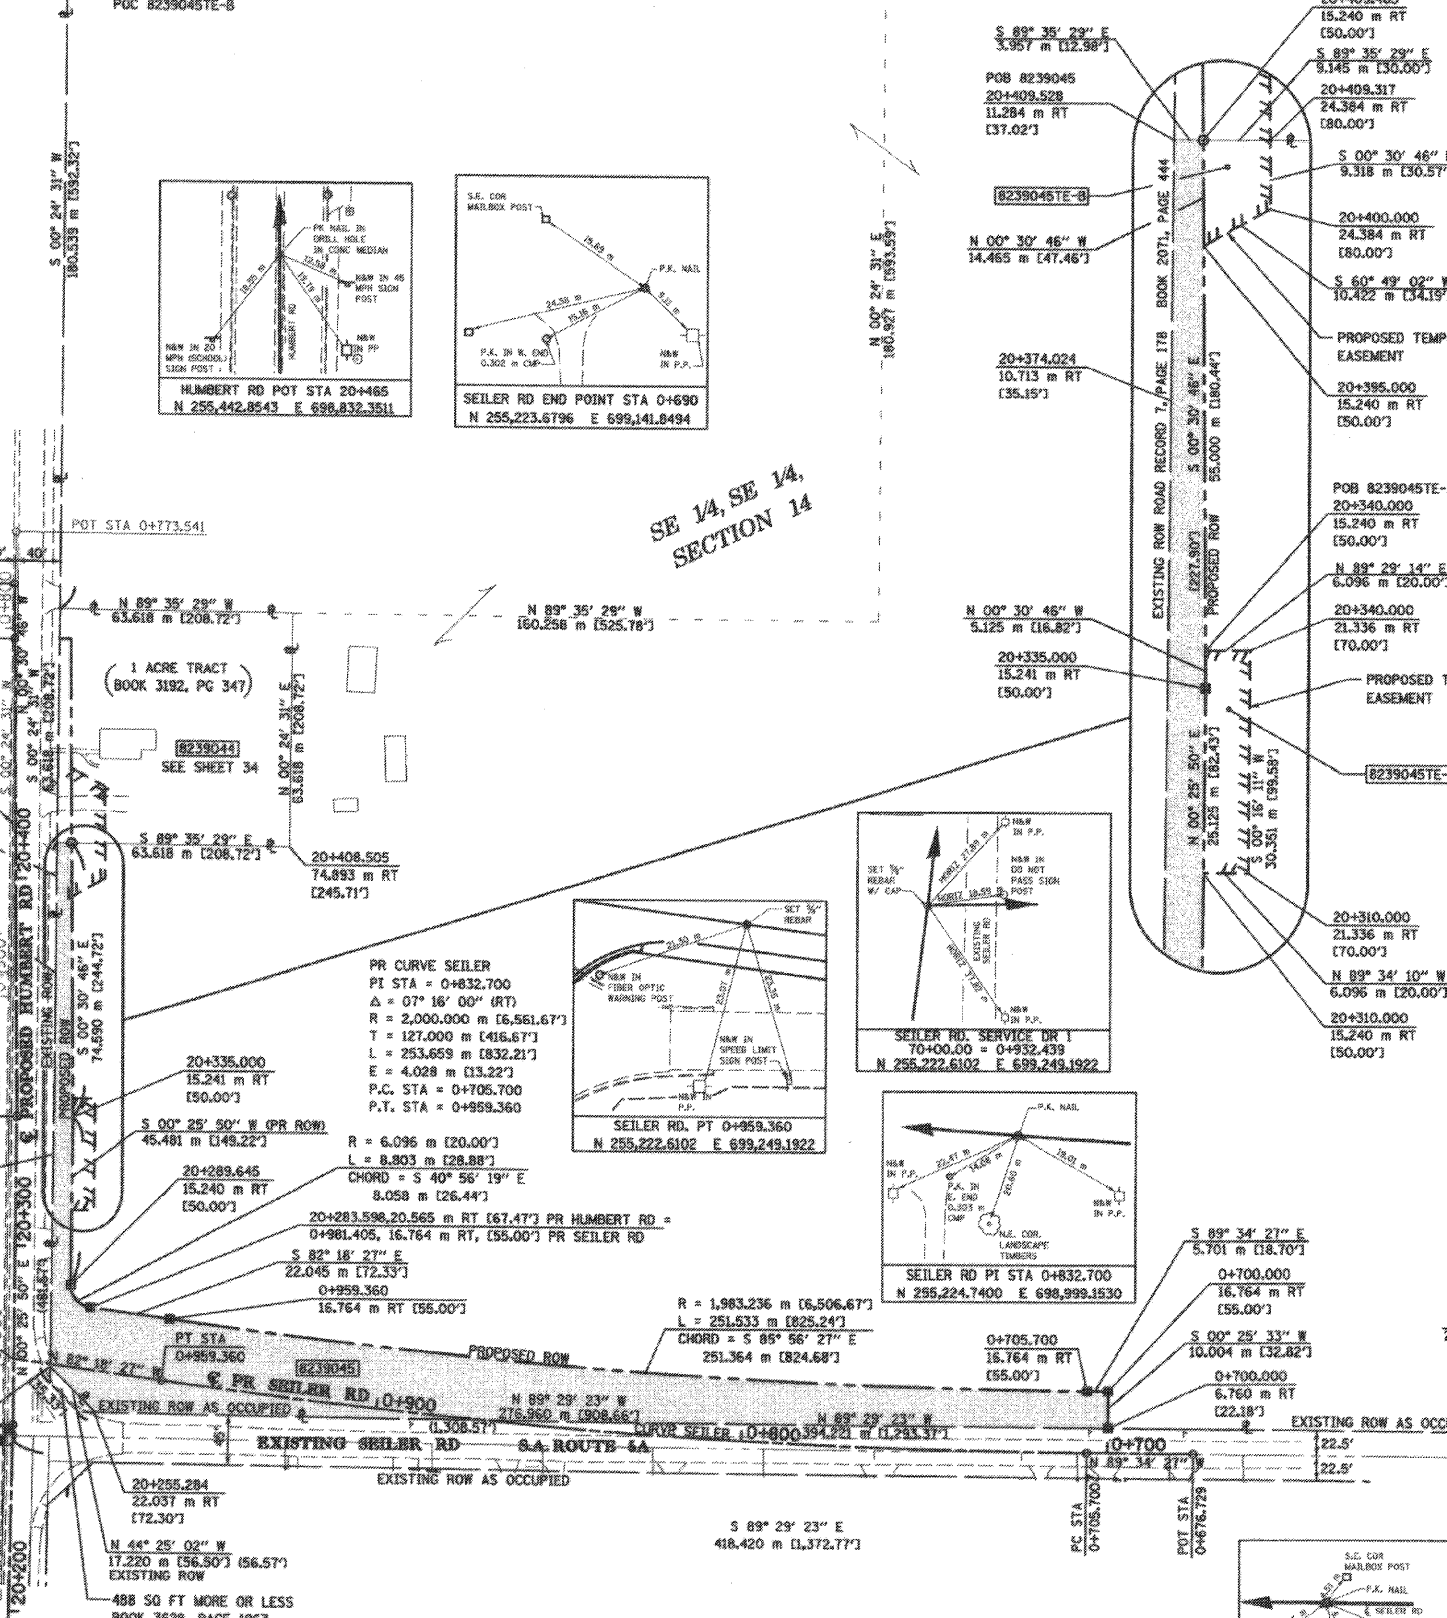 POC 8239045TE-B
S 00° 24' 31" W
180.539 m [592.32']
PK NAIL IN
DRILL HOLE
IN CONC MEDIAN
N&W IN 45
MPH SIGN
POST
HUMBERT RD
N&W IN 20
MPH (SCHOOL)
SIGN POST
N&W
IN PP
HUMBERT RD POT STA 20+465
N 255,442.8543 E 698,832.3511
S.E. COR
MAILBOX POST
P.K. NAIL
24.58 m
15.16 m
P.K. IN W. END
0.302 m CMP
N&W
IN P.P.
SEILER RD END POINT STA 0+690
N 255,223.6796 E 699,141.8494
N 00° 24' 31" E
180.927 m [593.59']
SE 1/4, SE 1/4,
SECTION 14
S 89° 35' 29" E
3.957 m [12.98']
POB 8239045
20+409.528
11.284 m RT
[37.02']
8239045TE-B
N 00° 30' 46" W
14.465 m [47.46']
20+374.024
10.713 m RT
[35.15']
N 00° 30' 46" W
5.125 m [16.82']
20+335.000
15.241 m RT
[50.00']
EXISTING ROW ROAD RECORD 7, PAGE 178 BOOK 2071, PAGE 444
S 00° 30' 46" E
55.000 m [180.44']
[227.90']
PROPOSED ROW
N 00° 25' 50" E
25.125 m [82.43']
S 00° 16' 11" W
30.351 m [99.58']
15.240 m RT
[50.00']
S 89° 35' 29" E
9.145 m [30.00']
20+409.317
24.384 m RT
[80.00']
S 00° 30' 46"
9.318 m [30.57'
20+400.000
24.384 m RT
[80.00']
S 60° 49' 02" W
10.422 m [34.19'
PROPOSED TEMP
EASEMENT
20+395.000
15.240 m RT
[50.00']
POB 8239045TE-
20+340.000
15.240 m RT
[50.00']
N 89° 29' 14" E
6.096 m [20.00']
20+340.000
21.336 m RT
[70.00']
PROPOSED T
EASEMENT
8239045TE-
20+310.000
21.336 m RT
[70.00']
N 89° 34' 10" W
6.096 m [20.00']
20+310.000
15.240 m RT
[50.00']
POT STA 0+773.541
40'
N 89° 35' 29" W
63.618 m [208.72']
N 89° 35' 29" W
160.258 m [525.78']
1 ACRE TRACT
(BOOK 3192, PG 347)
8239044
SEE SHEET 34
N 00° 30' 46" W
S 00° 24' 31" W
63.618 m [208.72']
N 00° 24' 31" E
63.618 m [208.72']
S 89° 35' 29" E
63.618 m [208.72']
20+408.505
74.893 m RT
[245.71']
℄ PROPOSED HUMBERT RD 20+400
EXISTING ROW
PROPOSED ROW
S 00° 30' 46" E
74.590 m [244.72']
20+300
N 00° 25' 50" E
20+200
PR CURVE SEILER
PI STA = 0+832.700
Δ = 07° 16' 00" (RT)
R = 2,000.000 m [6,561.67']
T = 127.000 m [416.67']
L = 253.659 m [832.21']
E = 4.028 m [13.22']
P.C. STA = 0+705.700
P.T. STA = 0+959.360
SET 5/8"
REBAR
N&W IN
FIBER OPTIC
WARNING POST
N&W IN
SPEED LIMIT
SIGN POST
N&W IN
P.P.
SEILER RD. PT 0+959.360
N 255,222.6102 E 699,249.1922
N&W
IN P.P.
SET 5/8"
REBAR
W/ CAP
N&W IN
DO NOT
PASS SIGN
POST
EXISTING
SEILER RD
N&W
IN P.P.
SEILER RD. SERVICE DR 1
70+00.00 = 0+932.439
N 255,222.6102 E 699,249.1922
P.K. NAIL
N&W
IN P.P.
P.K. IN
E. END
0.303 m
CMP
N.E. COR.
LANDSCAPE
TIMBERS
N&W
IN P.P.
SEILER RD PI STA 0+832.700
N 255,224.7400 E 698,999.1530
20+335.000
15.241 m RT
[50.00']
S 00° 25' 50" W (PR ROW)
45.481 m [149.22']
20+289.645
15.240 m RT
[50.00']
R = 6.096 m [20.00']
L = 8.803 m [28.88']
CHORD = S 40° 56' 19" E
8.058 m [26.44']
20+283.598,20.565 m RT [67.47'] PR HUMBERT RD =
0+981.405, 16.764 m RT, [55.00'] PR SEILER RD
S 82° 18' 27" E
22.045 m [72.33']
0+959.360
16.764 m RT [55.00']
R = 1,983.236 m [6,506.67']
L = 251.533 m [825.24']
CHORD = S 85° 56' 27" E
251.364 m [824.68']
S 89° 34' 27" E
5.701 m [18.70']
0+700.000
16.764 m RT
[55.00']
S 00° 25' 33" W
10.004 m [32.82']
0+700.000
6.760 m RT
[22.18']
0+705.700
16.764 m RT
[55.00']
PT STA
0+959.360
8239045
N 82° 18' 27" W
℄ PR SEILER RD
0+900
PROPOSED ROW
N 89° 29' 23" W
276.960 m [908.66']
N 89° 29' 23" W
394.221 m [1,293.37']
EXISTING ROW AS OCCUPIED
(1,308.57')
CURVE SEILER
0+800
0+700
EXISTING ROW AS OCC
45'
EXISTING SEILER RD S.A. ROUTE 5A
EXISTING ROW AS OCCUPIED
N 89° 34' 27" W
22.5'
22.5'
PC STA
0+705.700
POT STA
0+676.729
20+255.284
22.037 m RT
[72.30']
N 44° 25' 02" W
17.220 m [56.50'] (56.57')
EXISTING ROW
488 SQ FT MORE OR LESS
S 89° 29' 23" E
418.420 m [1,372.77']
S.E. COR
MAILBOX POST
P.K. NAIL
℄ SEILER RD